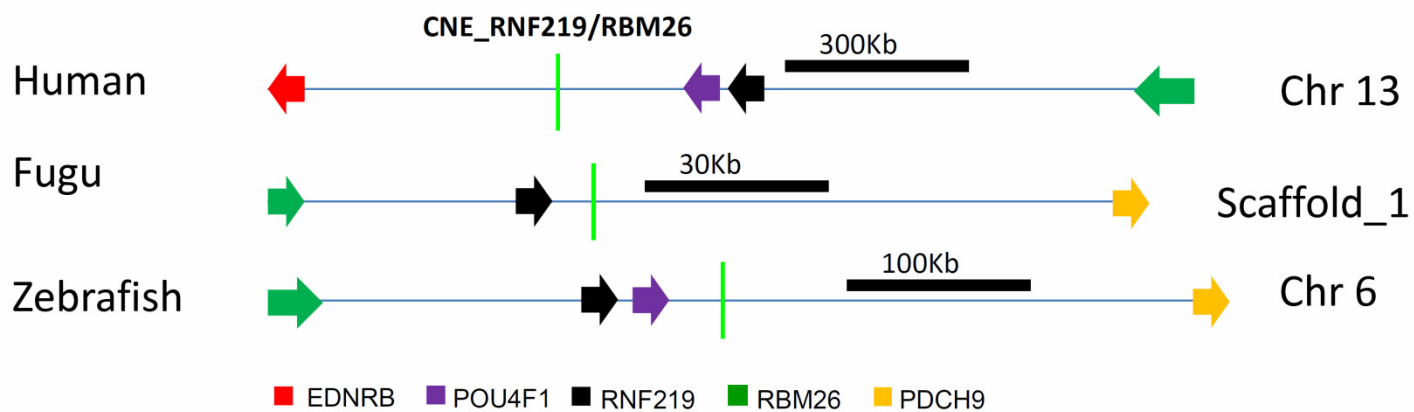 CNE_RNF219/RBM26
Human
300Kb
Chr 13
Fugu
30Kb
Scaffold_1
Zebrafish
100Kb
Chr 6
EDNRB POU4F1 RNF219 RBM26 PDCH9